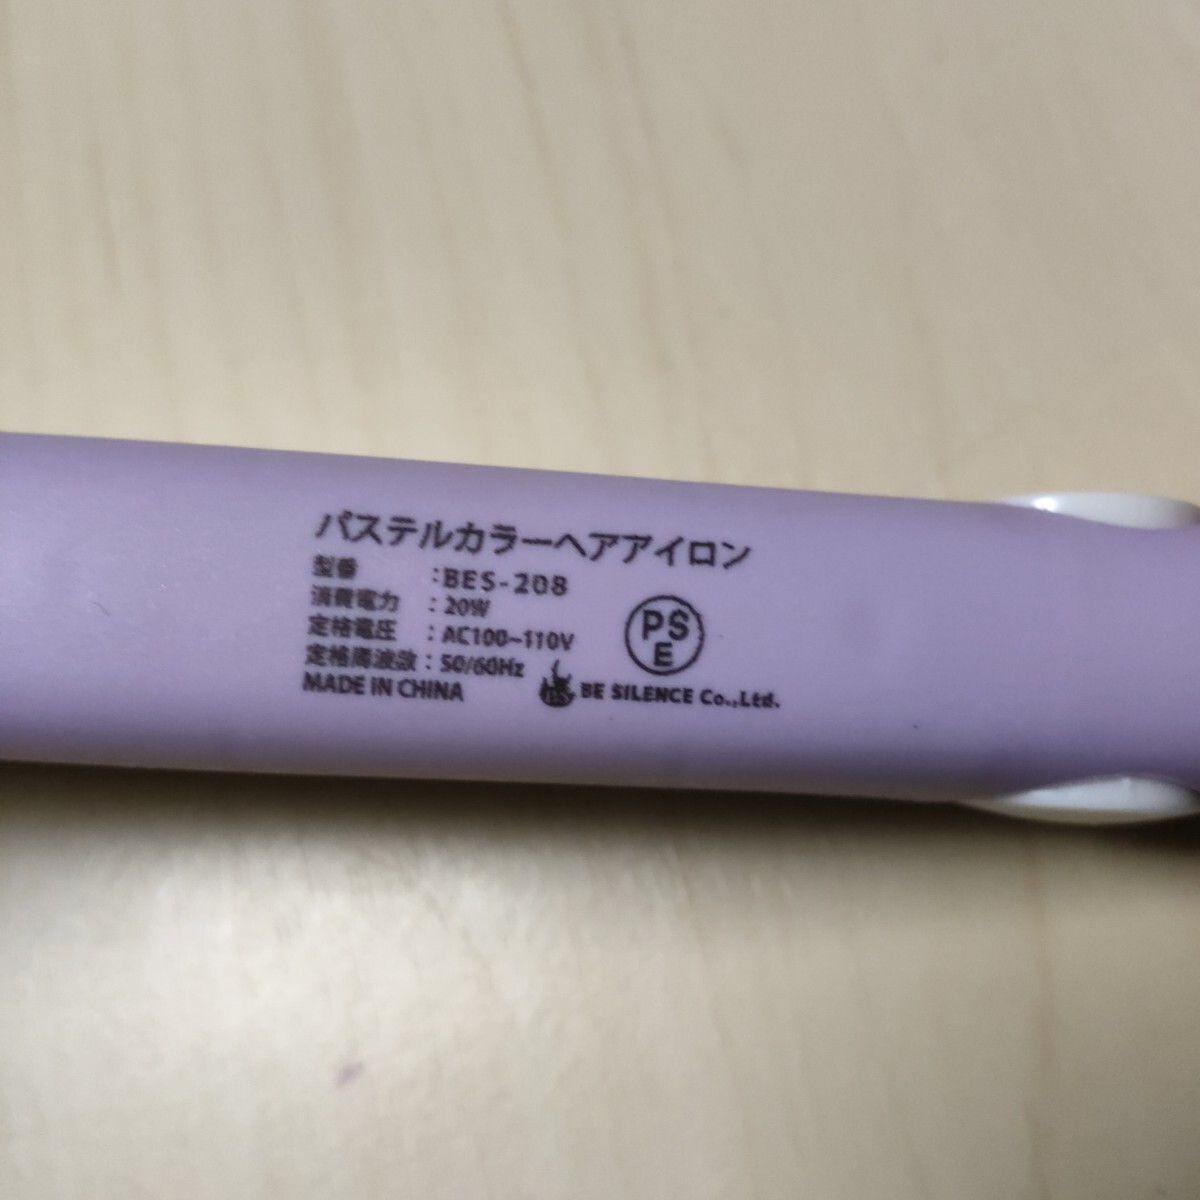 パステルカラーヘアアイロン
型番 :BES-208
消費電力 : 20W
定格電圧 : AC100~110V
定格周波数 : 50/60Hz
MADE IN CHINA
PSE
BE SILENCE Co.,Ltd.